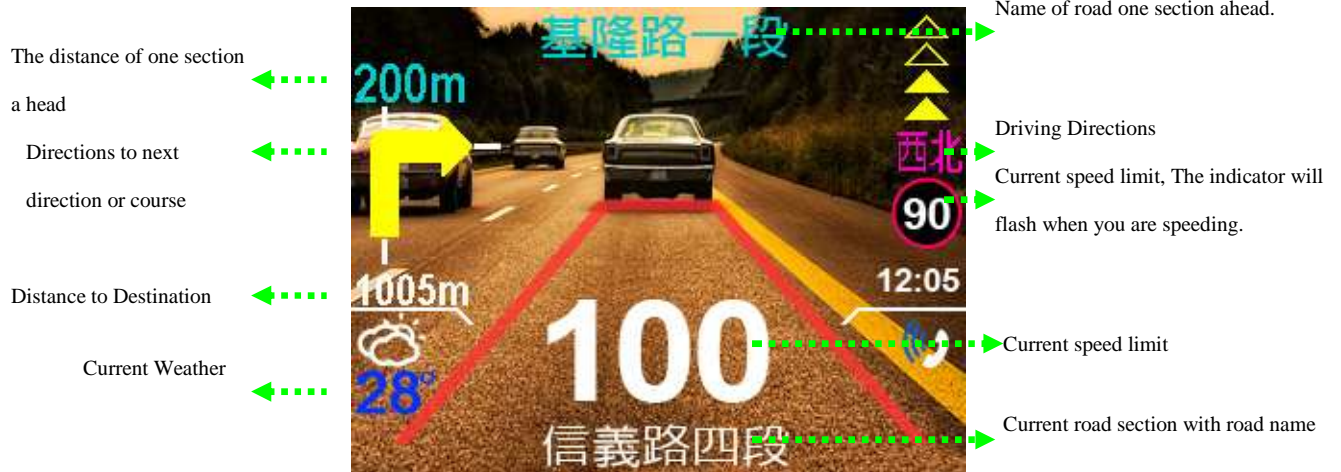 Name of road one section ahead.
基隆路一段
The distance of one section
a head
200m
Directions to next
direction or course
西北
Driving Directions
90
Current speed limit, The indicator will
flash when you are speeding.
12:05
Distance to Destination
1005m
100
Current speed limit
Current Weather
28°
信義路四段
Current road section with road name